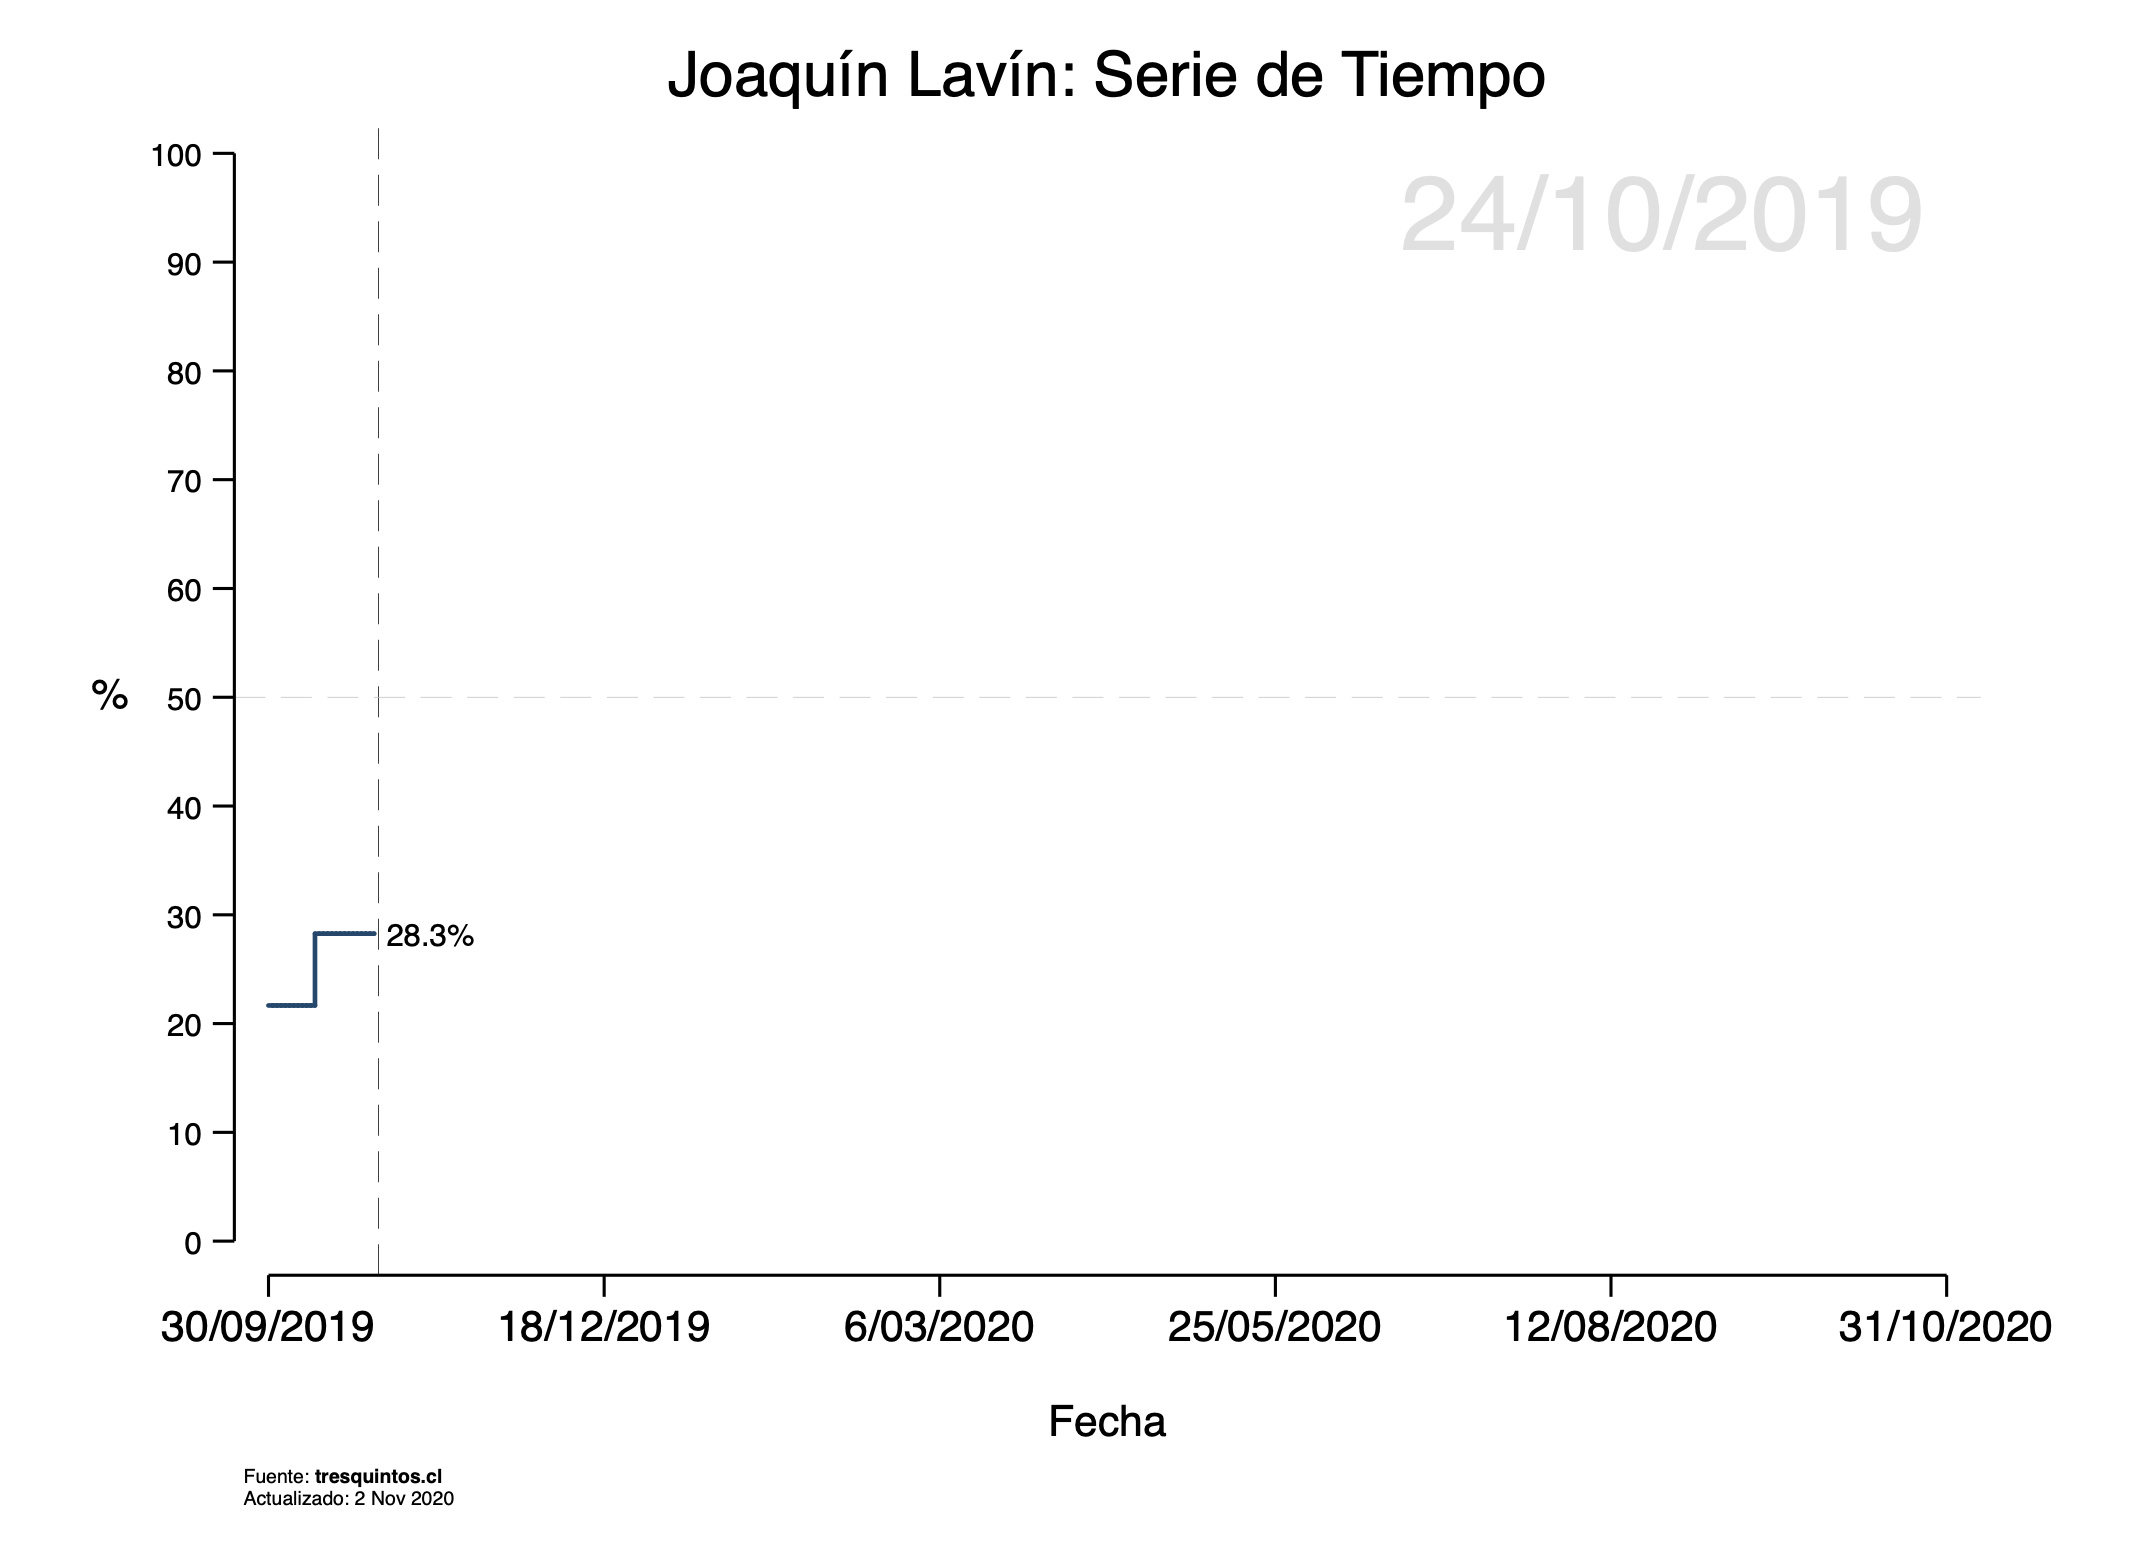 Joaquín Lavín: Serie de Tiempo
24/10/2019
100
90
80
70
60
% 50
40
30
28.3%
20
10
0
30/09/2019 18/12/2019 6/03/2020 25/05/2020 12/08/2020 31/10/2020
Fecha
Fuente: tresquintos.cl
Actualizado: 2 Nov 2020